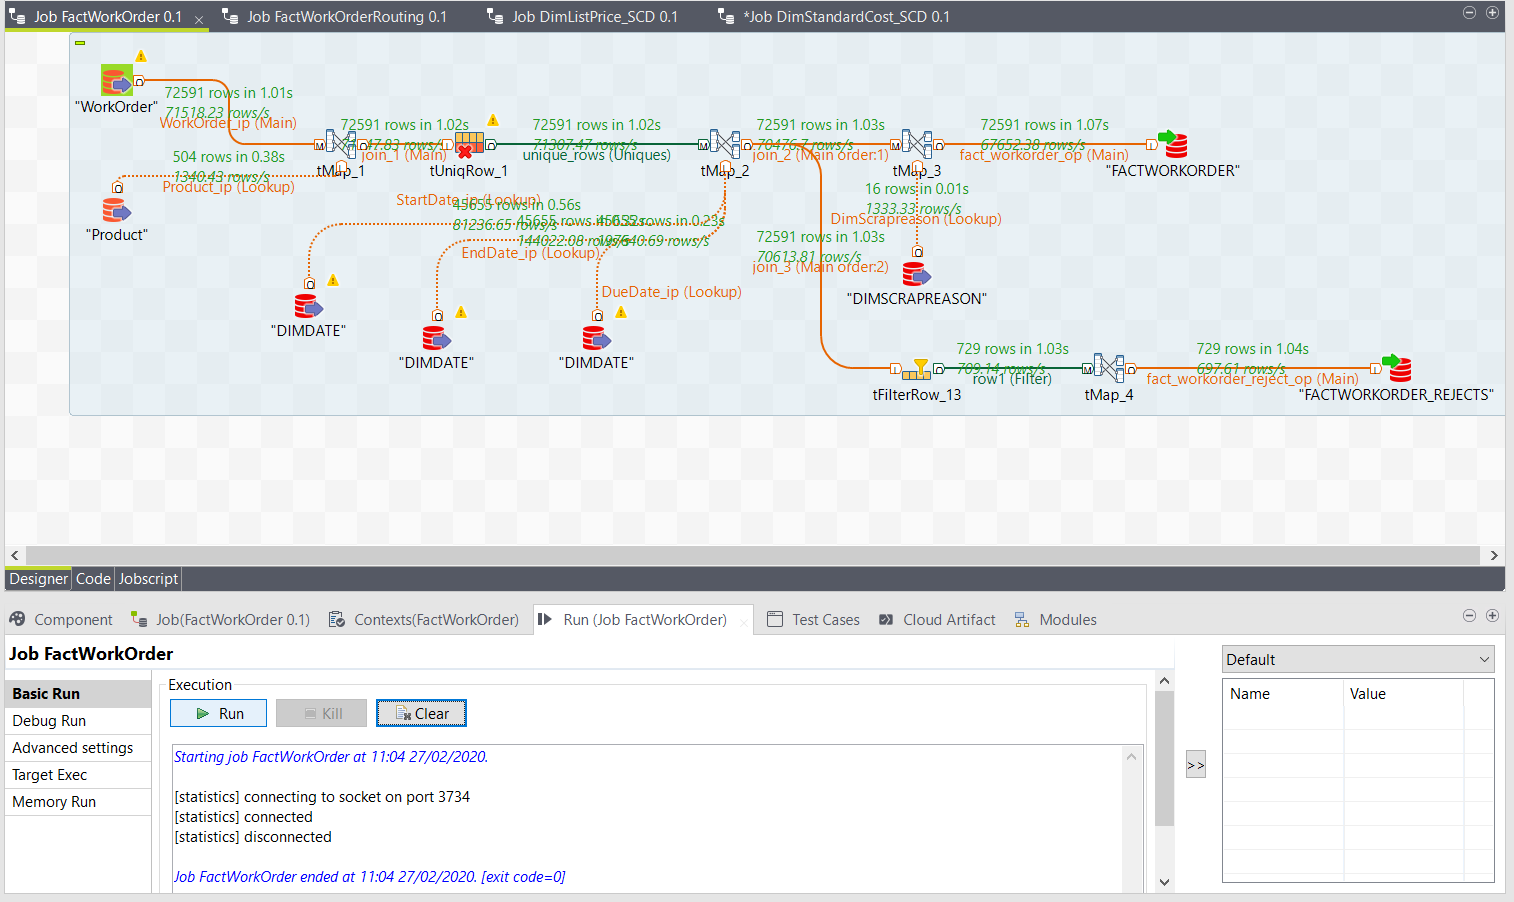 Job FactWorkOrder 0.1
Job FactWorkOrderRouting 0.1
Job DimListPrice_SCD 0.1
*Job DimStandardCost_SCD 0.1
"WorkOrder"
72591 rows in 1.01s
71518.23 rows/s
WorkOrder_ip (Main)
504 rows in 0.38s
1340.43 rows/s
Product_ip (Lookup)
"Product"
tMap_1
72591 rows in 1.02s
join_1 (Main)
tUniqRow_1
72591 rows in 1.02s
71307.47 rows/s
unique_rows (Uniques)
tMap_2
72591 rows in 1.03s
join_2 (Main order:1)
tMap_3
72591 rows in 1.07s
67652.38 rows/s
fact_workorder_op (Main)
"FACTWORKORDER"
StartDate_ip (Lookup)
45655 rows in 0.56s
81236.65 rows/s
45655 rows in 0.32s
144022.08 rows/s
EndDate_ip (Lookup)
45655 rows in 0.23s
197640.69 rows/s
DueDate_ip (Lookup)
"DIMDATE"
"DIMDATE"
"DIMDATE"
16 rows in 0.01s
1333.33 rows/s
DimScrapreason (Lookup)
"DIMSCRAPREASON"
72591 rows in 1.03s
70613.81 rows/s
join_3 (Main order:2)
tFilterRow_13
729 rows in 1.03s
709.14 rows/s
row1 (Filter)
tMap_4
729 rows in 1.04s
697.61 rows/s
fact_workorder_reject_op (Main)
"FACTWORKORDER_REJECTS"
Designer
Code
Jobscript
Component
Job(FactWorkOrder 0.1)
Contexts(FactWorkOrder)
Run (Job FactWorkOrder)
Test Cases
Cloud Artifact
Modules
Job FactWorkOrder
Basic Run
Debug Run
Advanced settings
Target Exec
Memory Run
Execution
Run
Kill
Clear
Starting job FactWorkOrder at 11:04 27/02/2020.
[statistics] connecting to socket on port 3734
[statistics] connected
[statistics] disconnected
Job FactWorkOrder ended at 11:04 27/02/2020. [exit code=0]
>>
Default
Name
Value